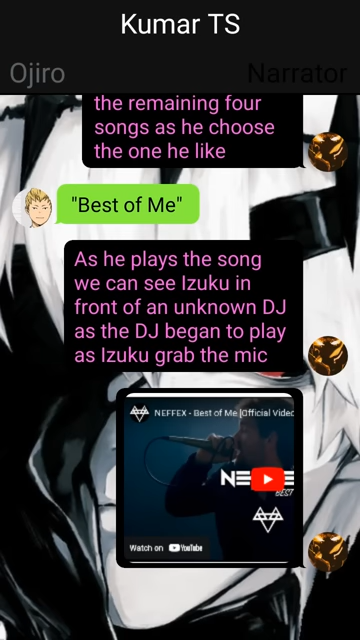 Kumar TS
Ojiro
Narrator
the remaining four
songs as he choose
the one he like
"Best of Me"
As he plays the song
we can see Izuku in
front of an unknown DJ
as the DJ began to play
as Izuku grab the mic
NEFFEX - Best of Me [Official Video
BEST
Watch on YouTube